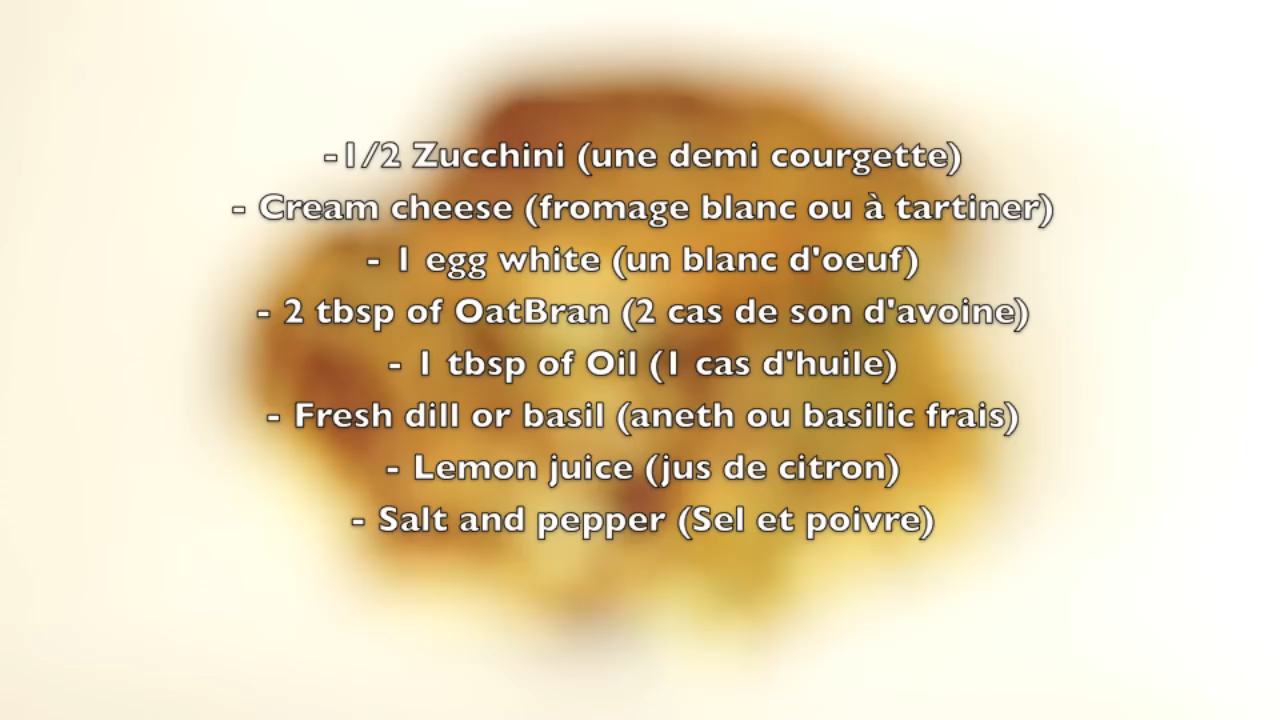 -1/2 Zucchini (une demi courgette)
- Cream cheese (fromage blanc ou à tartiner)
- 1 egg white (un blanc d'oeuf)
- 2 tbsp of OatBran (2 cas de son d'avoine)
- 1 tbsp of Oil (1 cas d'huile)
- Fresh dill or basil (aneth ou basilic frais)
- Lemon juice (jus de citron)
- Salt and pepper (Sel et poivre)